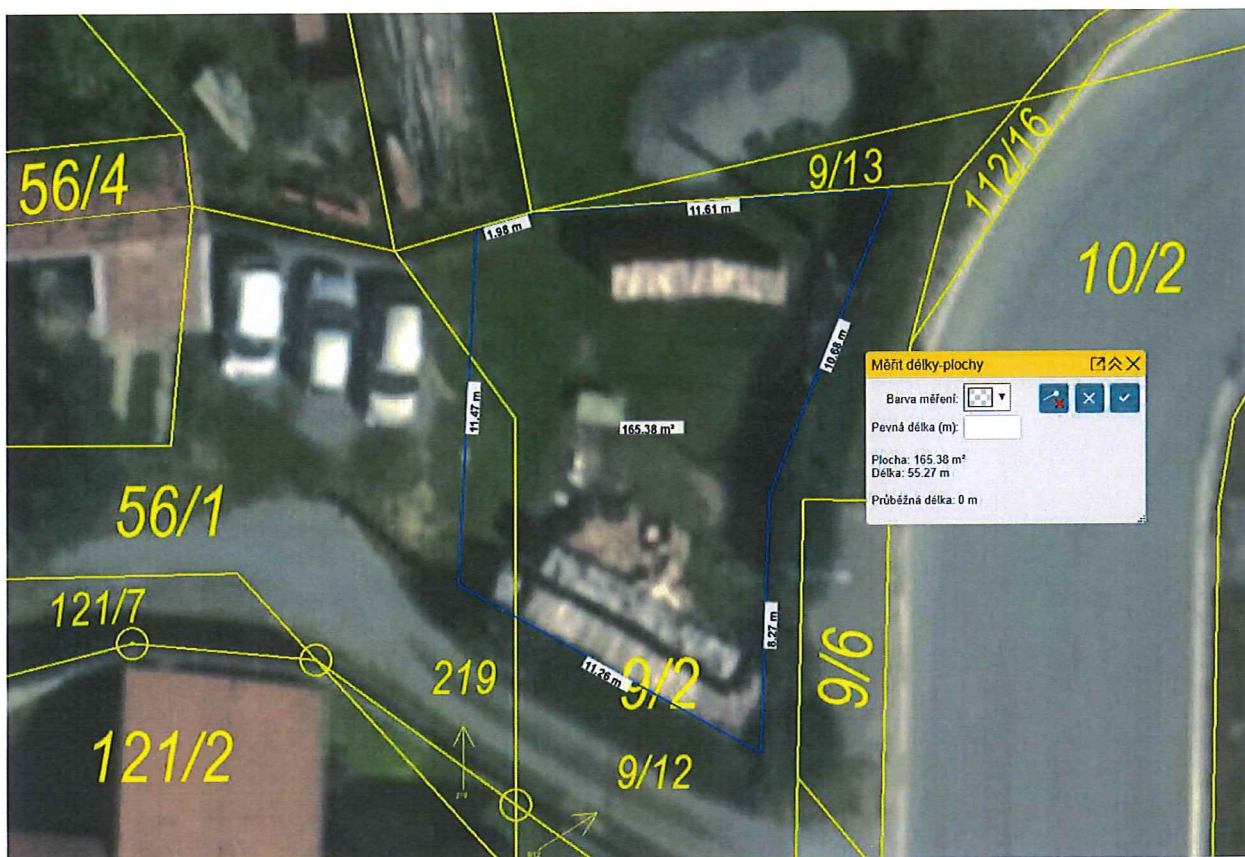 56/4
9/13
112/16
1.98 m
11.61 m
10/2
10.68 m
Měřit délky-plochy
Barva měření:
Pevná délka (m):
Plocha: 165.38 m²
Délka: 55.27 m
Průběžná délka: 0 m
11.47 m
165.38 m²
56/1
121/7
8.27 m
9/6
219
11.26 m
9/2
121/2
9/12